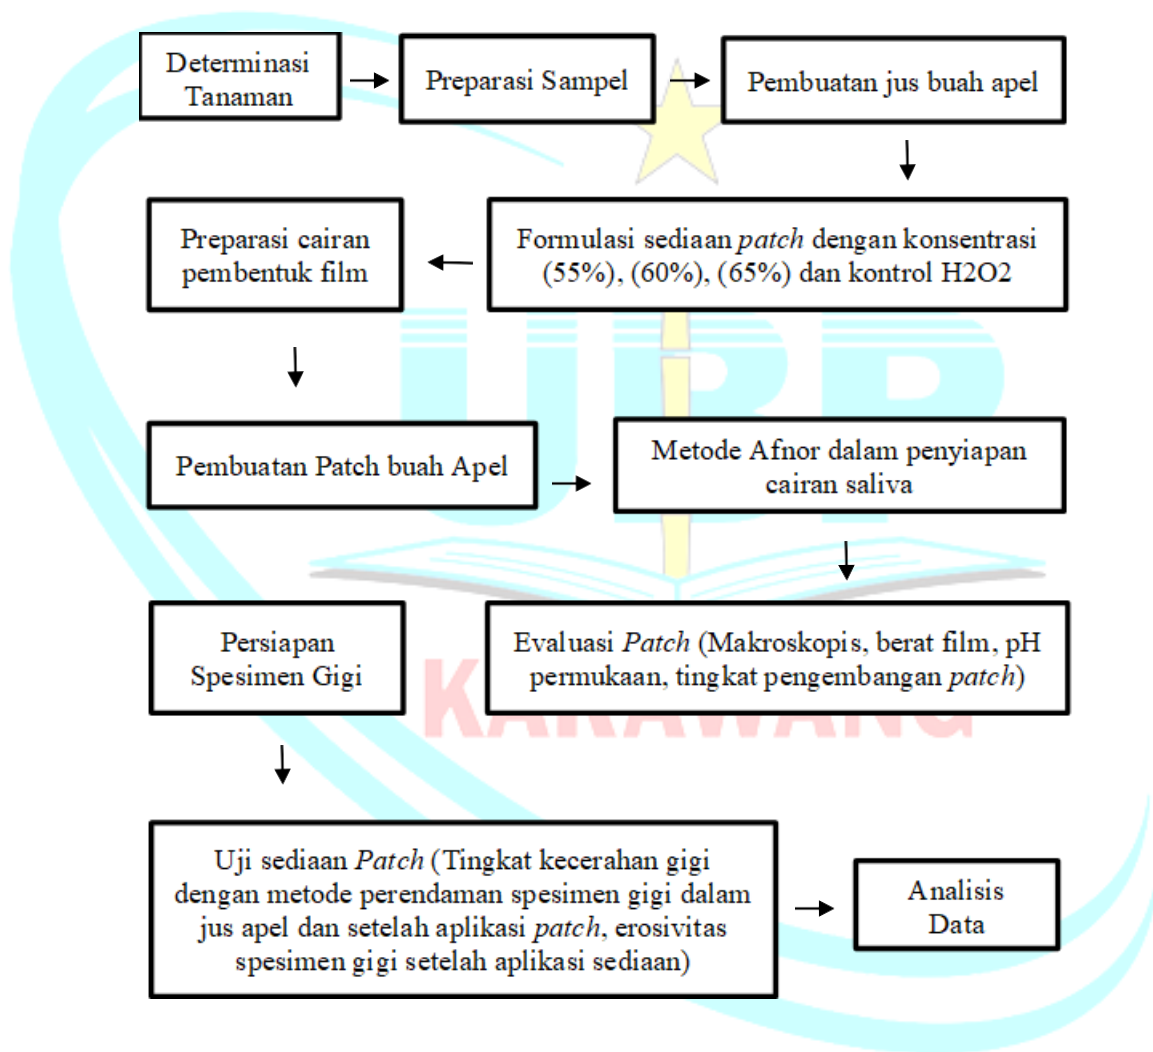 Determinasi
Tanaman
Preparasi Sampel
Pembuatan jus buah apel
Preparasi cairan
pembentuk film
Formulasi sediaan patch dengan konsentrasi
(55%), (60%), (65%) dan kontrol H2O2
UBP
Pembuatan Patch buah Apel
Metode Afnor dalam penyiapan
cairan saliva
Persiapan
Spesimen Gigi
Evaluasi Patch (Makroskopis, berat film, pH
permukaan, tingkat pengembangan patch)
KARAWANG
Uji sediaan Patch (Tingkat kecerahan gigi
dengan metode perendaman spesimen gigi dalam
jus apel dan setelah aplikasi patch, erosivitas
spesimen gigi setelah aplikasi sediaan)
Analisis
Data